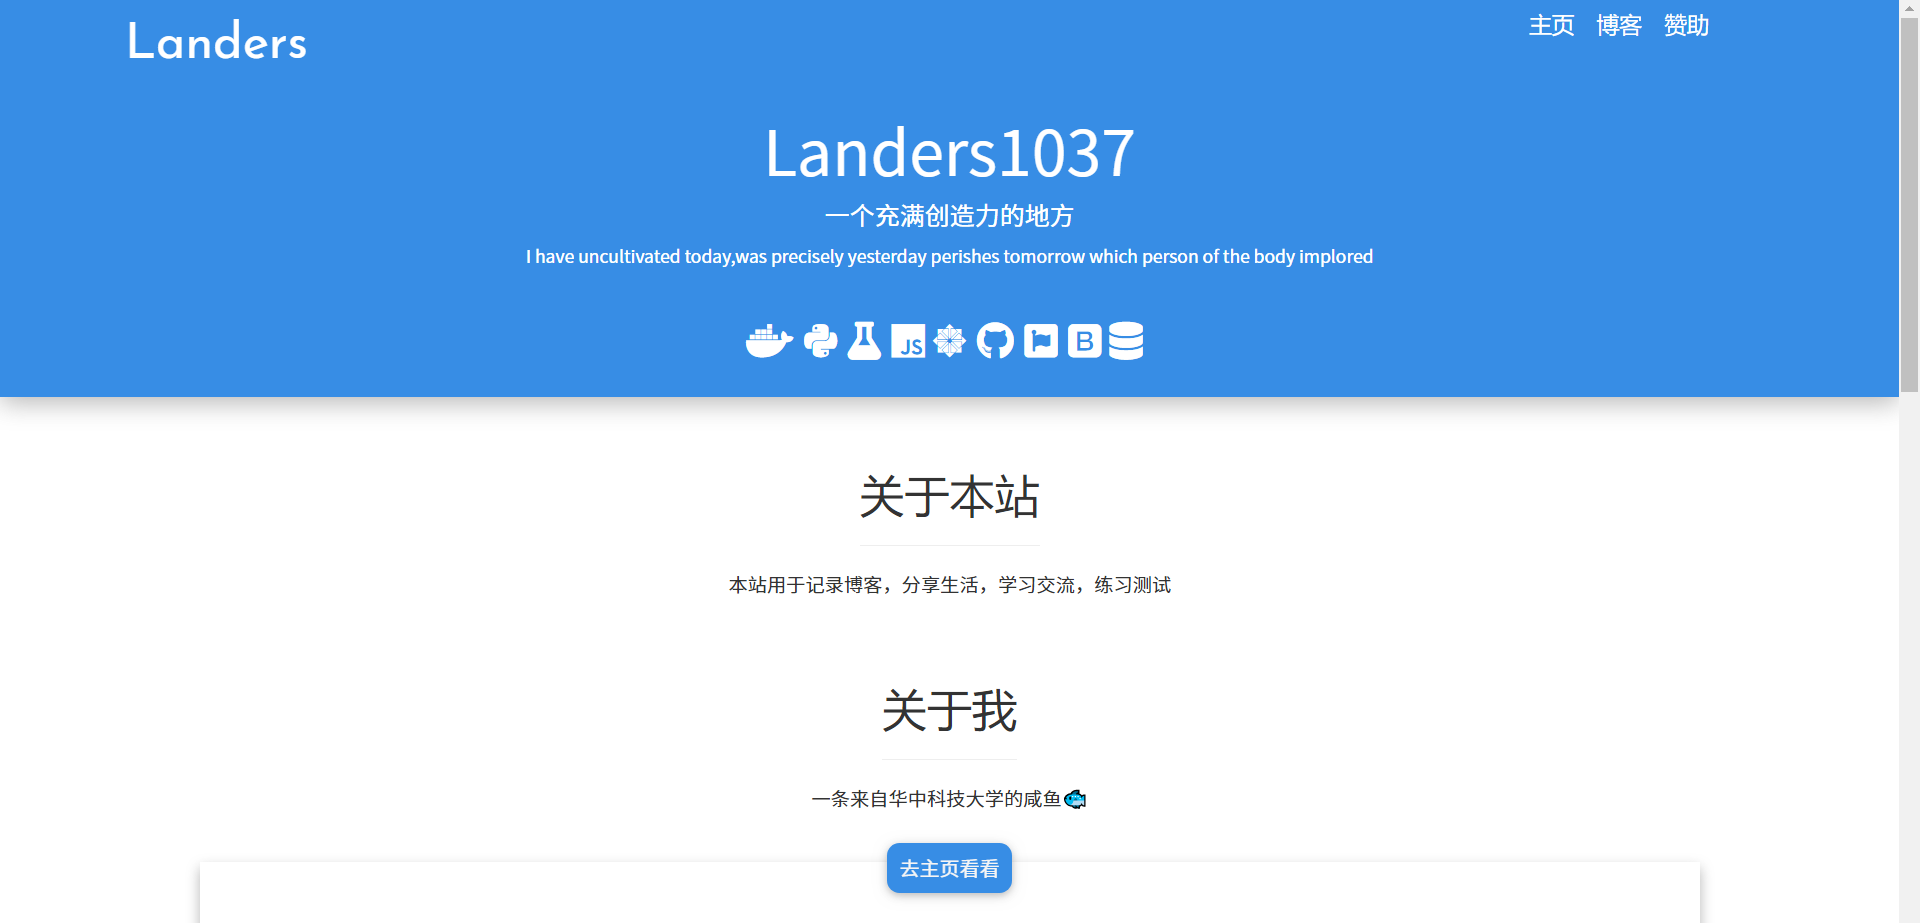 Landers
主页 博客 赞助
Landers1037
一个充满创造力的地方
I have uncultivated today,was precisely yesterday perishes tomorrow which person of the body implored
JS B
关于本站
本站用于记录博客，分享生活，学习交流，练习测试
关于我
一条来自华中科技大学的咸鱼🐟
去主页看看